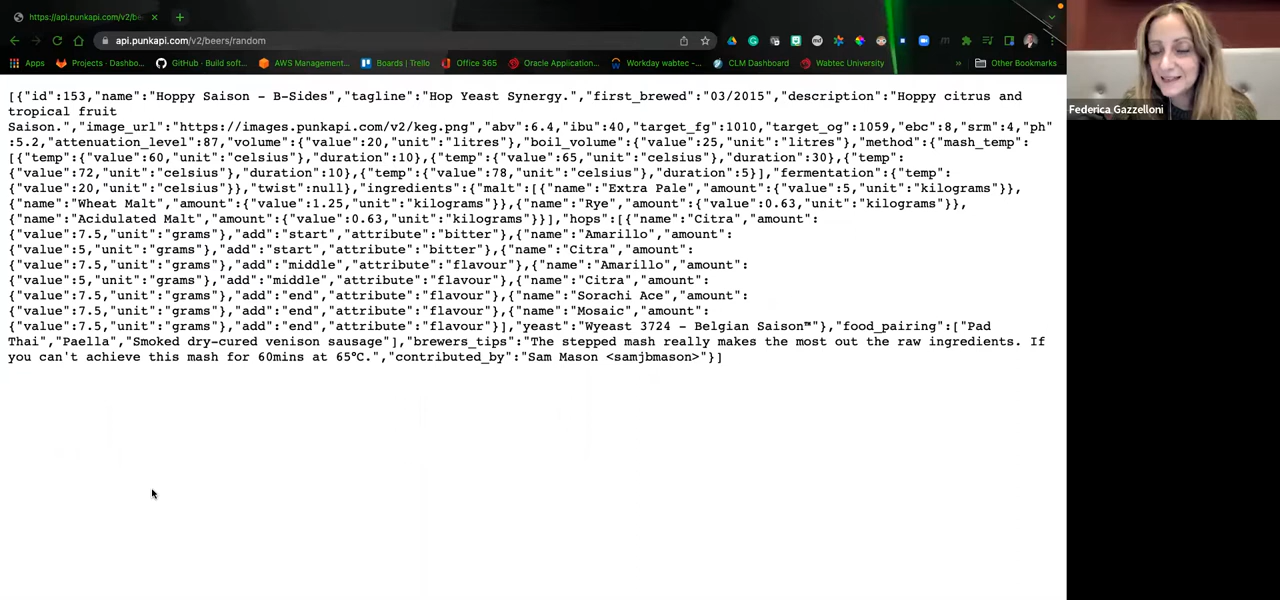 https://api.punkapi.com/v2/be
api.punkapi.com/v2/beers/random
Apps Projects · Dashbo... GitHub · Build soft... AWS Management... Boards | Trello Office 365 Oracle Application... Workday wabtec -... CLM Dashboard Wabtec University » Other Bookmarks
Federica Gazzelloni
[{"id":153,"name":"Hoppy Saison - B-Sides","tagline":"Hop Yeast Synergy.","first_brewed":"03/2015","description":"Hoppy citrus and
tropical fruit
Saison.","image_url":"https://images.punkapi.com/v2/keg.png","abv":6.4,"ibu":40,"target_fg":1010,"target_og":1059,"ebc":8,"srm":4,"ph"
:5.2,"attenuation_level":87,"volume":{"value":20,"unit":"litres"},"boil_volume":{"value":25,"unit":"litres"},"method":{"mash_temp":
[{"temp":{"value":60,"unit":"celsius"},"duration":10},{"temp":{"value":65,"unit":"celsius"},"duration":30},{"temp":
{"value":72,"unit":"celsius"},"duration":10},{"temp":{"value":78,"unit":"celsius"},"duration":5}],"fermentation":{"temp":
{"value":20,"unit":"celsius"}},"twist":null},"ingredients":{"malt":[{"name":"Extra Pale","amount":{"value":5,"unit":"kilograms"}},
{"name":"Wheat Malt","amount":{"value":1.25,"unit":"kilograms"}},{"name":"Rye","amount":{"value":0.63,"unit":"kilograms"}},
{"name":"Acidulated Malt","amount":{"value":0.63,"unit":"kilograms"}}],"hops":[{"name":"Citra","amount":
{"value":7.5,"unit":"grams"},"add":"start","attribute":"bitter"},{"name":"Amarillo","amount":
{"value":5,"unit":"grams"},"add":"start","attribute":"bitter"},{"name":"Citra","amount":
{"value":7.5,"unit":"grams"},"add":"middle","attribute":"flavour"},{"name":"Amarillo","amount":
{"value":5,"unit":"grams"},"add":"middle","attribute":"flavour"},{"name":"Citra","amount":
{"value":7.5,"unit":"grams"},"add":"end","attribute":"flavour"},{"name":"Sorachi Ace","amount":
{"value":7.5,"unit":"grams"},"add":"end","attribute":"flavour"},{"name":"Mosaic","amount":
{"value":7.5,"unit":"grams"},"add":"end","attribute":"flavour"}],"yeast":"Wyeast 3724 - Belgian Saison™"},"food_pairing":["Pad
Thai","Paella","Smoked dry-cured venison sausage"],"brewers_tips":"The stepped mash really makes the most out the raw ingredients. If
you can't achieve this mash for 60mins at 65°C.","contributed_by":"Sam Mason <samjbmason>"}]